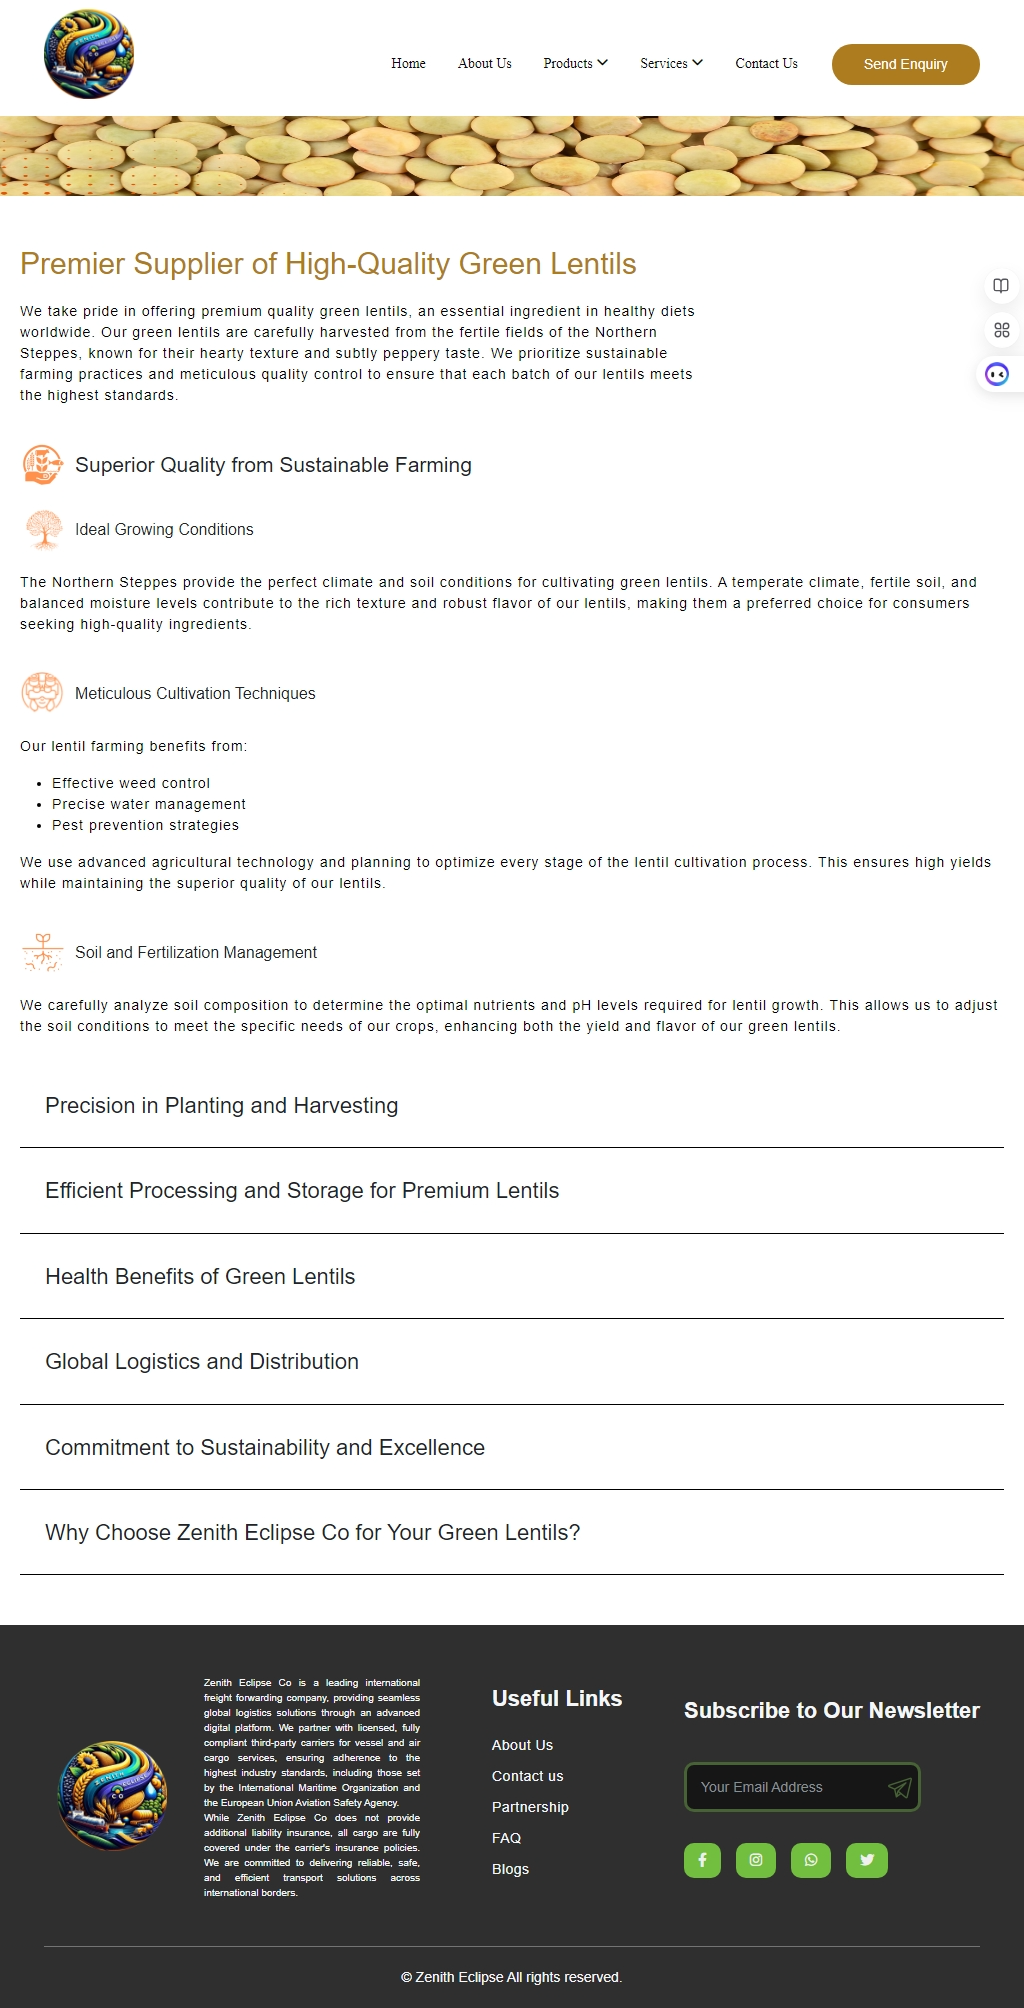 ZENITH ECLIPSE
CO
Home
About Us
Products
Services
Contact Us
Send Enquiry
Premier Supplier of High-Quality Green Lentils
We take pride in offering premium quality green lentils, an essential ingredient in healthy diets
worldwide. Our green lentils are carefully harvested from the fertile fields of the Northern
Steppes, known for their hearty texture and subtly peppery taste. We prioritize sustainable
farming practices and meticulous quality control to ensure that each batch of our lentils meets
the highest standards.
Superior Quality from Sustainable Farming
Ideal Growing Conditions
The Northern Steppes provide the perfect climate and soil conditions for cultivating green lentils. A temperate climate, fertile soil, and
balanced moisture levels contribute to the rich texture and robust flavor of our lentils, making them a preferred choice for consumers
seeking high-quality ingredients.
Meticulous Cultivation Techniques
Our lentil farming benefits from:
• Effective weed control
• Precise water management
• Pest prevention strategies
We use advanced agricultural technology and planning to optimize every stage of the lentil cultivation process. This ensures high yields
while maintaining the superior quality of our lentils.
Soil and Fertilization Management
We carefully analyze soil composition to determine the optimal nutrients and pH levels required for lentil growth. This allows us to adjust
the soil conditions to meet the specific needs of our crops, enhancing both the yield and flavor of our green lentils.
Precision in Planting and Harvesting
Efficient Processing and Storage for Premium Lentils
Health Benefits of Green Lentils
Global Logistics and Distribution
Commitment to Sustainability and Excellence
Why Choose Zenith Eclipse Co for Your Green Lentils?
ZENITH ECLIPSE
CO
Zenith Eclipse Co is a leading international
freight forwarding company, providing seamless
global logistics solutions through an advanced
digital platform. We partner with licensed, fully
compliant third-party carriers for vessel and air
cargo services, ensuring adherence to the
highest industry standards, including those set
by the International Maritime Organization and
the European Union Aviation Safety Agency.
While Zenith Eclipse Co does not provide
additional liability insurance, all cargo are fully
covered under the carrier's insurance policies.
We are committed to delivering reliable, safe,
and efficient transport solutions across
international borders.
Useful Links
About Us
Contact us
Partnership
FAQ
Blogs
Subscribe to Our Newsletter
Your Email Address
© Zenith Eclipse All rights reserved.